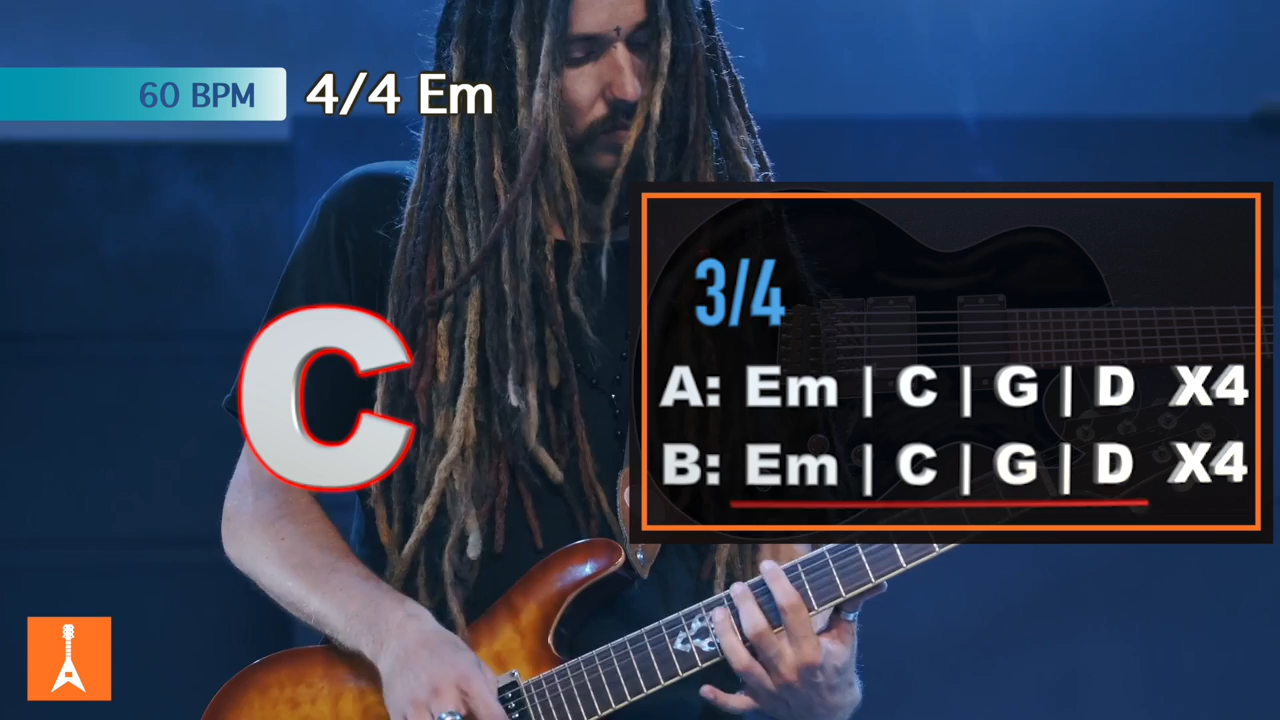 60 BPM 4/4 Em
3/4
A: Em | C | G | D X4
B: Em | C | G | D X4
C